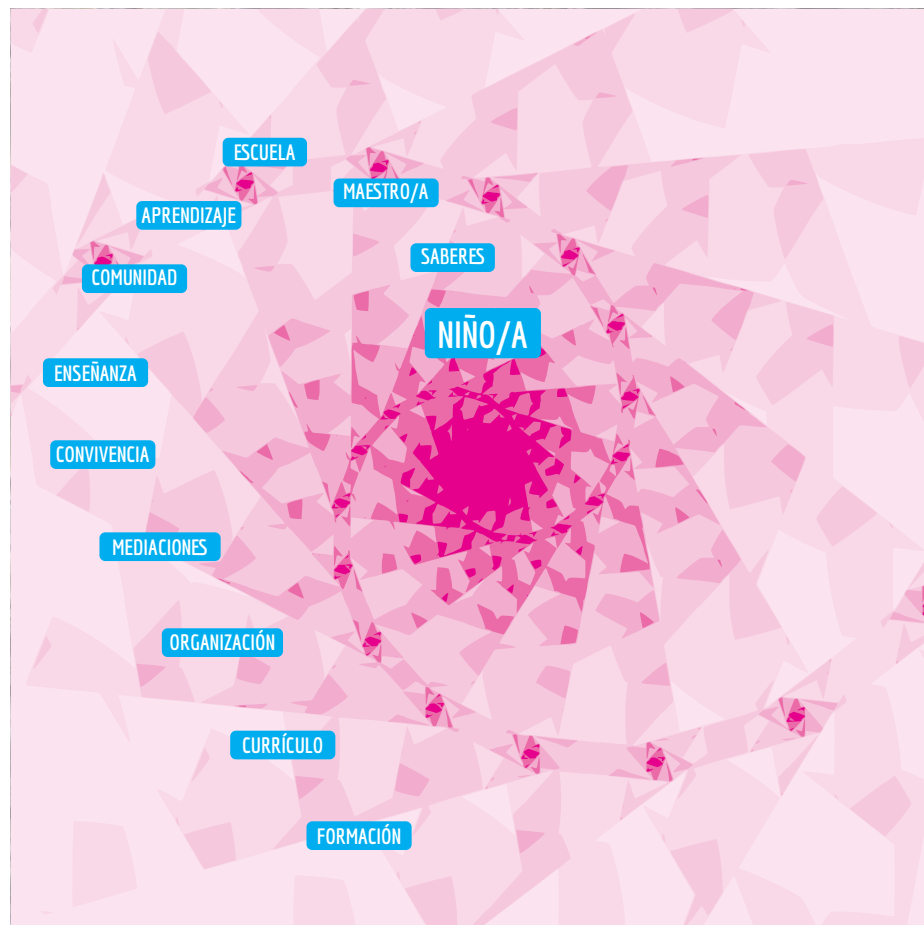 ESCUELA
MAESTRO/A
APRENDIZAJE
SABERES
COMUNIDAD
NIÑO/A
ENSEÑANZA
CONVIVENCIA
MEDIACIONES
ORGANIZACIÓN
CURRÍCULO
FORMACIÓN